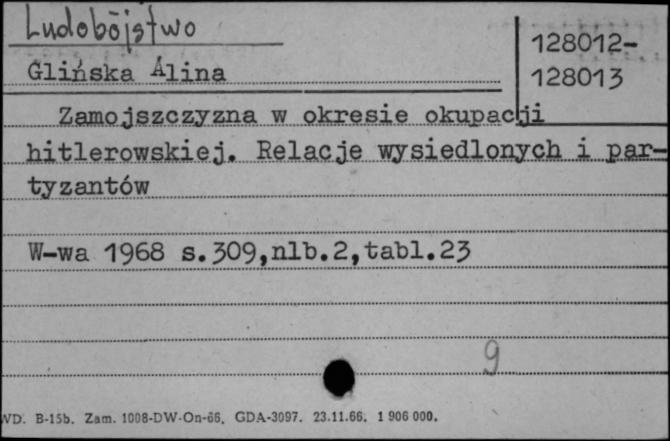 Ludobójstwo
128012-
Glińska Alina
128013
Zamojszczyzna w okresie okupacji
hitlerowskiej. Relacje wysiedlonych i par-
tyzantów
W-wa 1968 s.309,nlb.2,tabl.23
9
WD. B-15b. Zam. 1008-DW-On-66. GDA-3097. 23.11.66. 1 906 000.